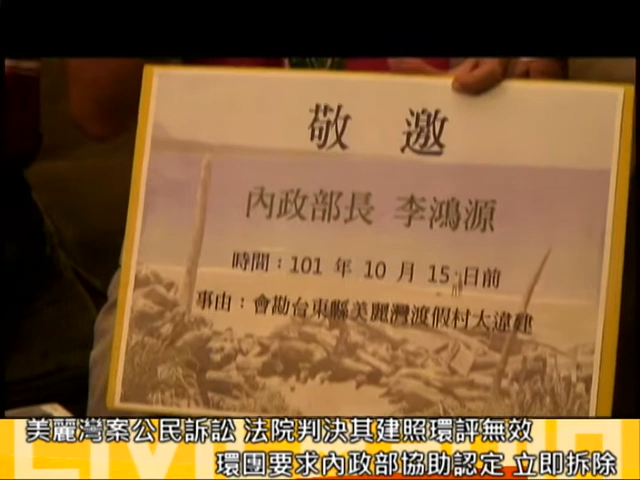 敬 邀
內政部長 李鴻源
時間：101 年 10 月 15 日前
事由：會勘台東縣美麗灣渡假村大違建
美麗灣案公民訴訟 法院判決其建照環評無效
環團要求內政部協助認定 立即拆除